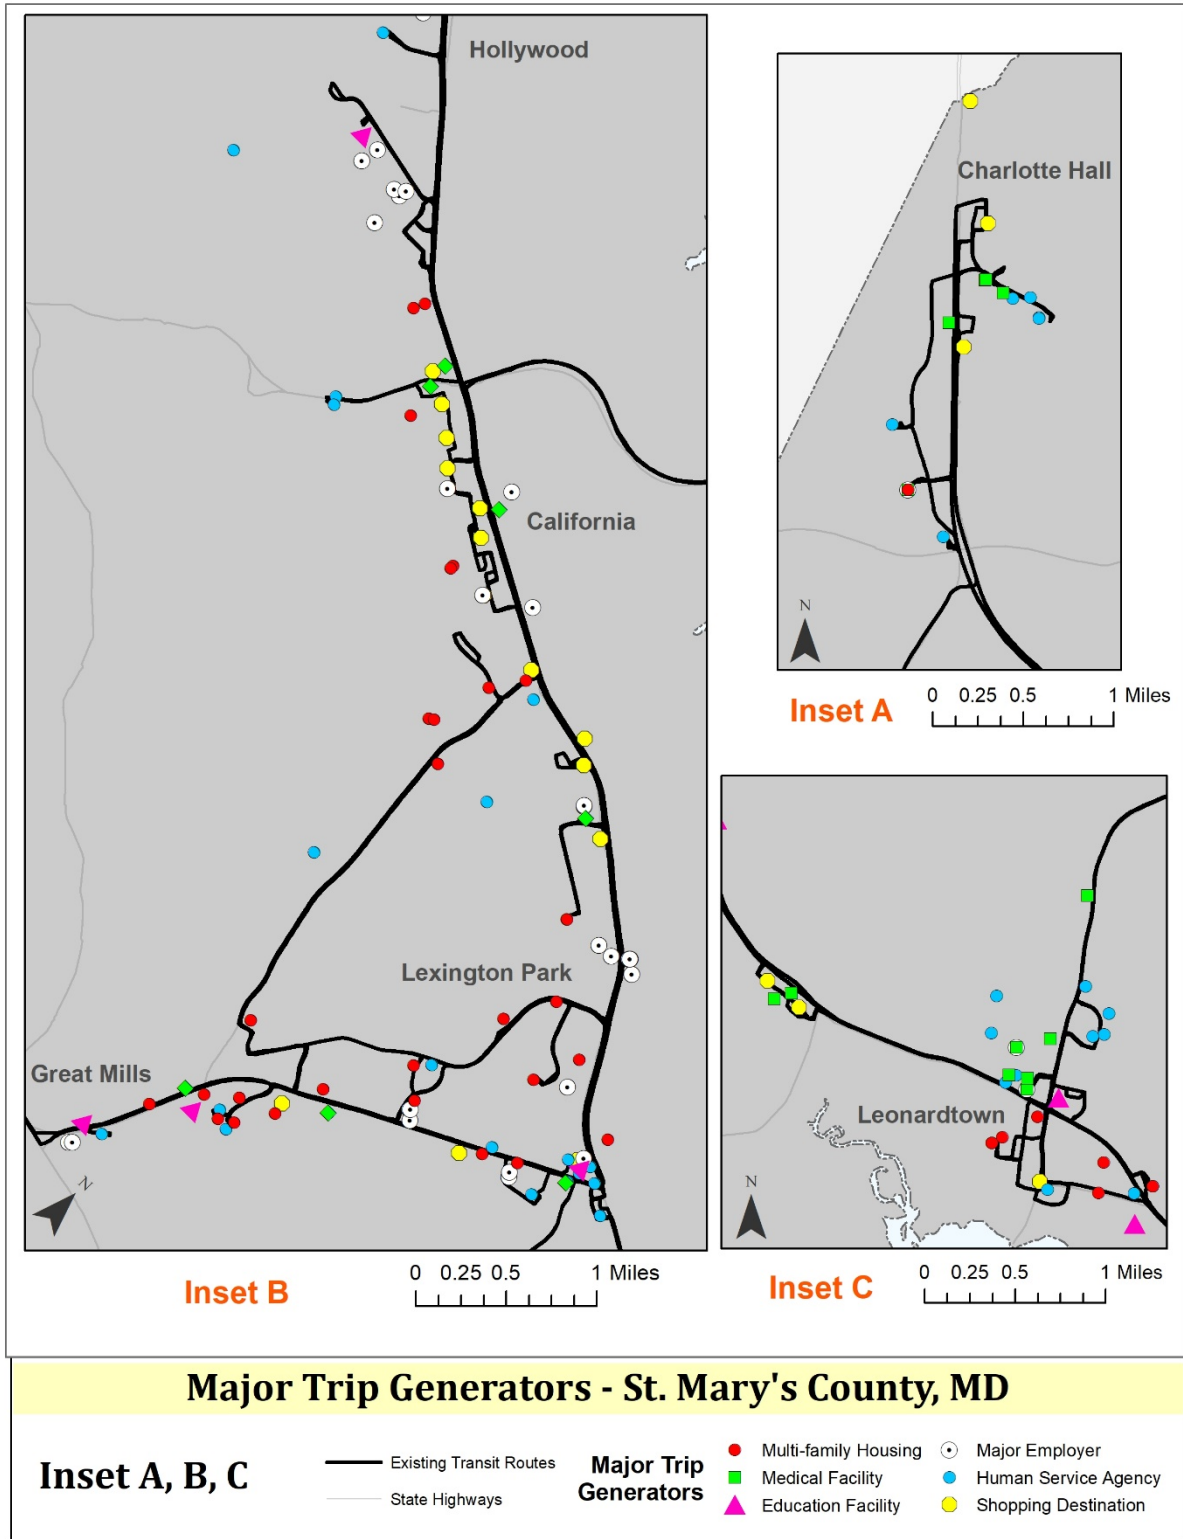 Hollywood
California
Lexington Park
Great Mills
N
Inset B
0 0.25 0.5 1 Miles
Charlotte Hall
N
Inset A
0 0.25 0.5 1 Miles
Leonardtown
N
Inset C
0 0.25 0.5 1 Miles
Major Trip Generators - St. Mary's County, MD
Inset A, B, C
Existing Transit Routes
State Highways
Major Trip
Generators
Multi-family Housing
Medical Facility
Education Facility
Major Employer
Human Service Agency
Shopping Destination